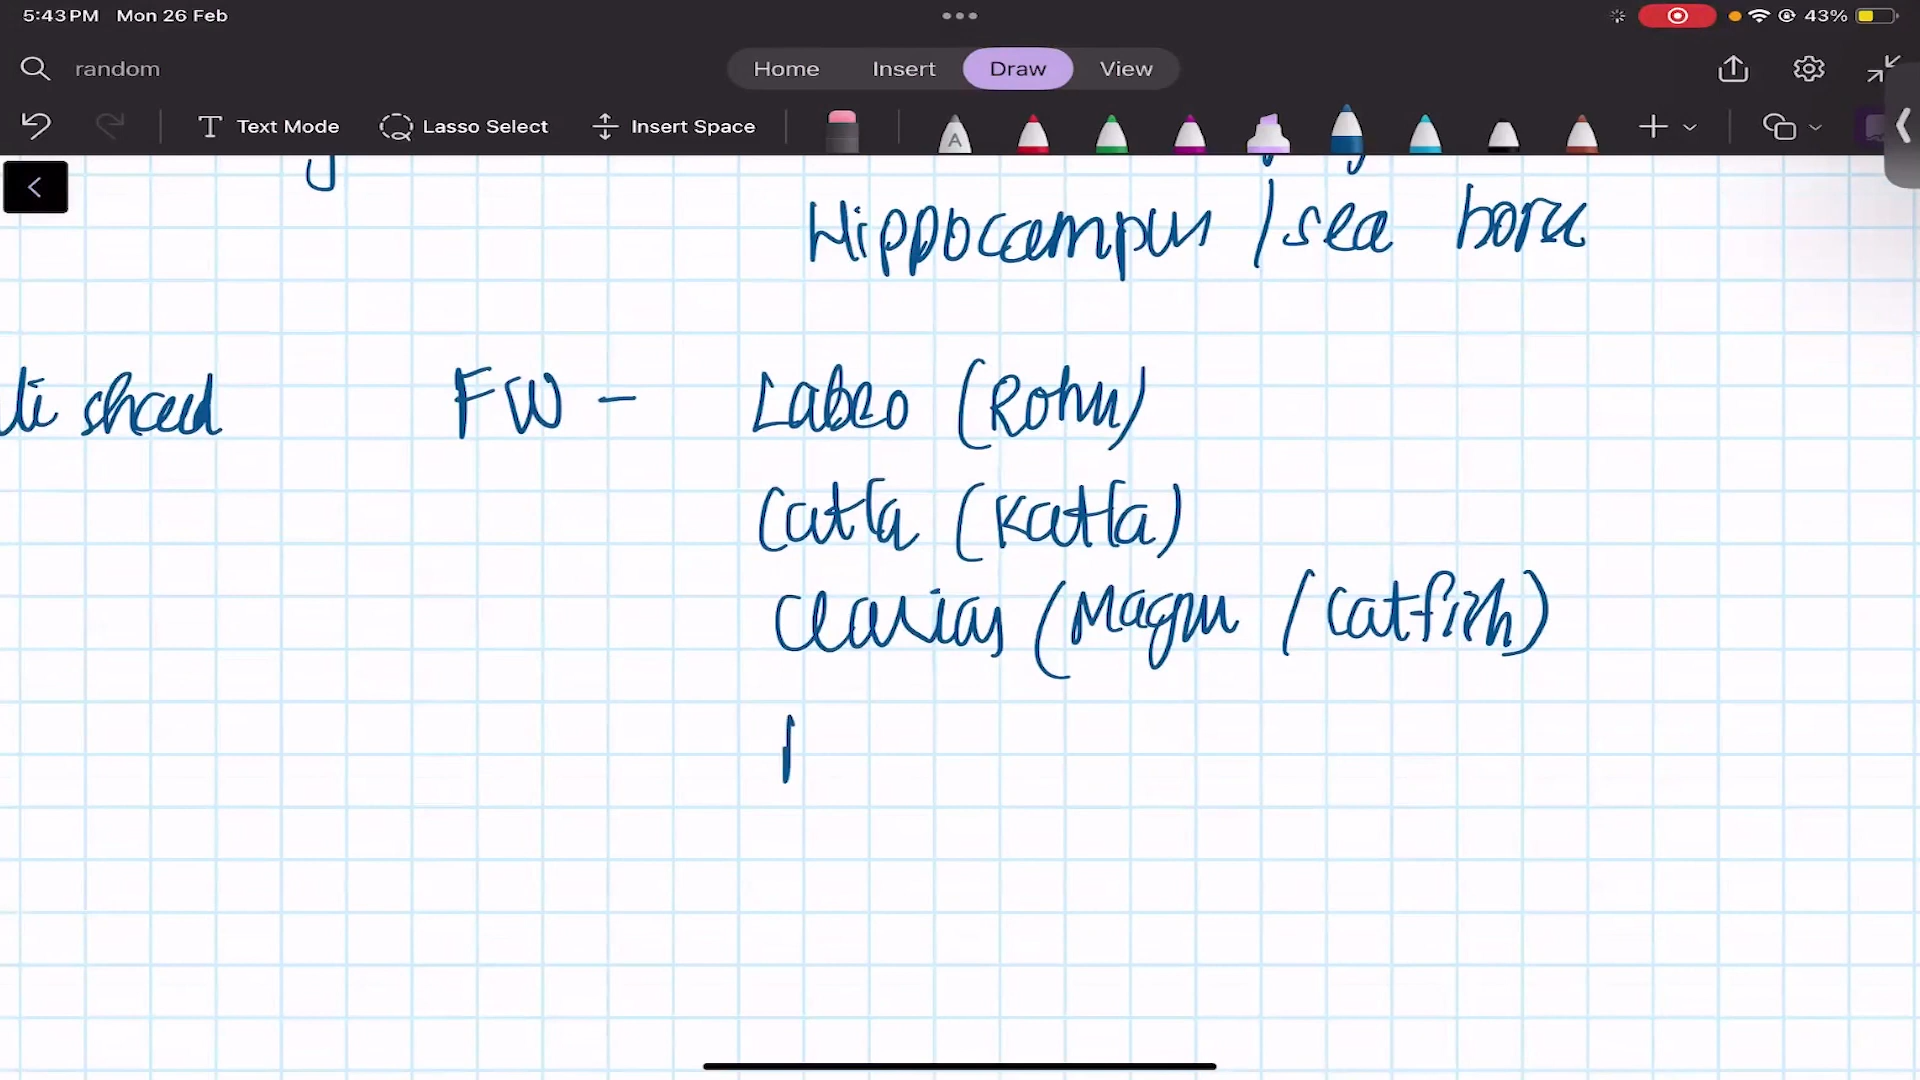 5:43 PM Mon 26 Feb 43%
random Home Insert Draw View
Text Mode Lasso Select Insert Space A
Hippocampus / sea horse
FW - Labeo (Rohu)
Catla (Katla)
Clarias (Magur / Catfish)